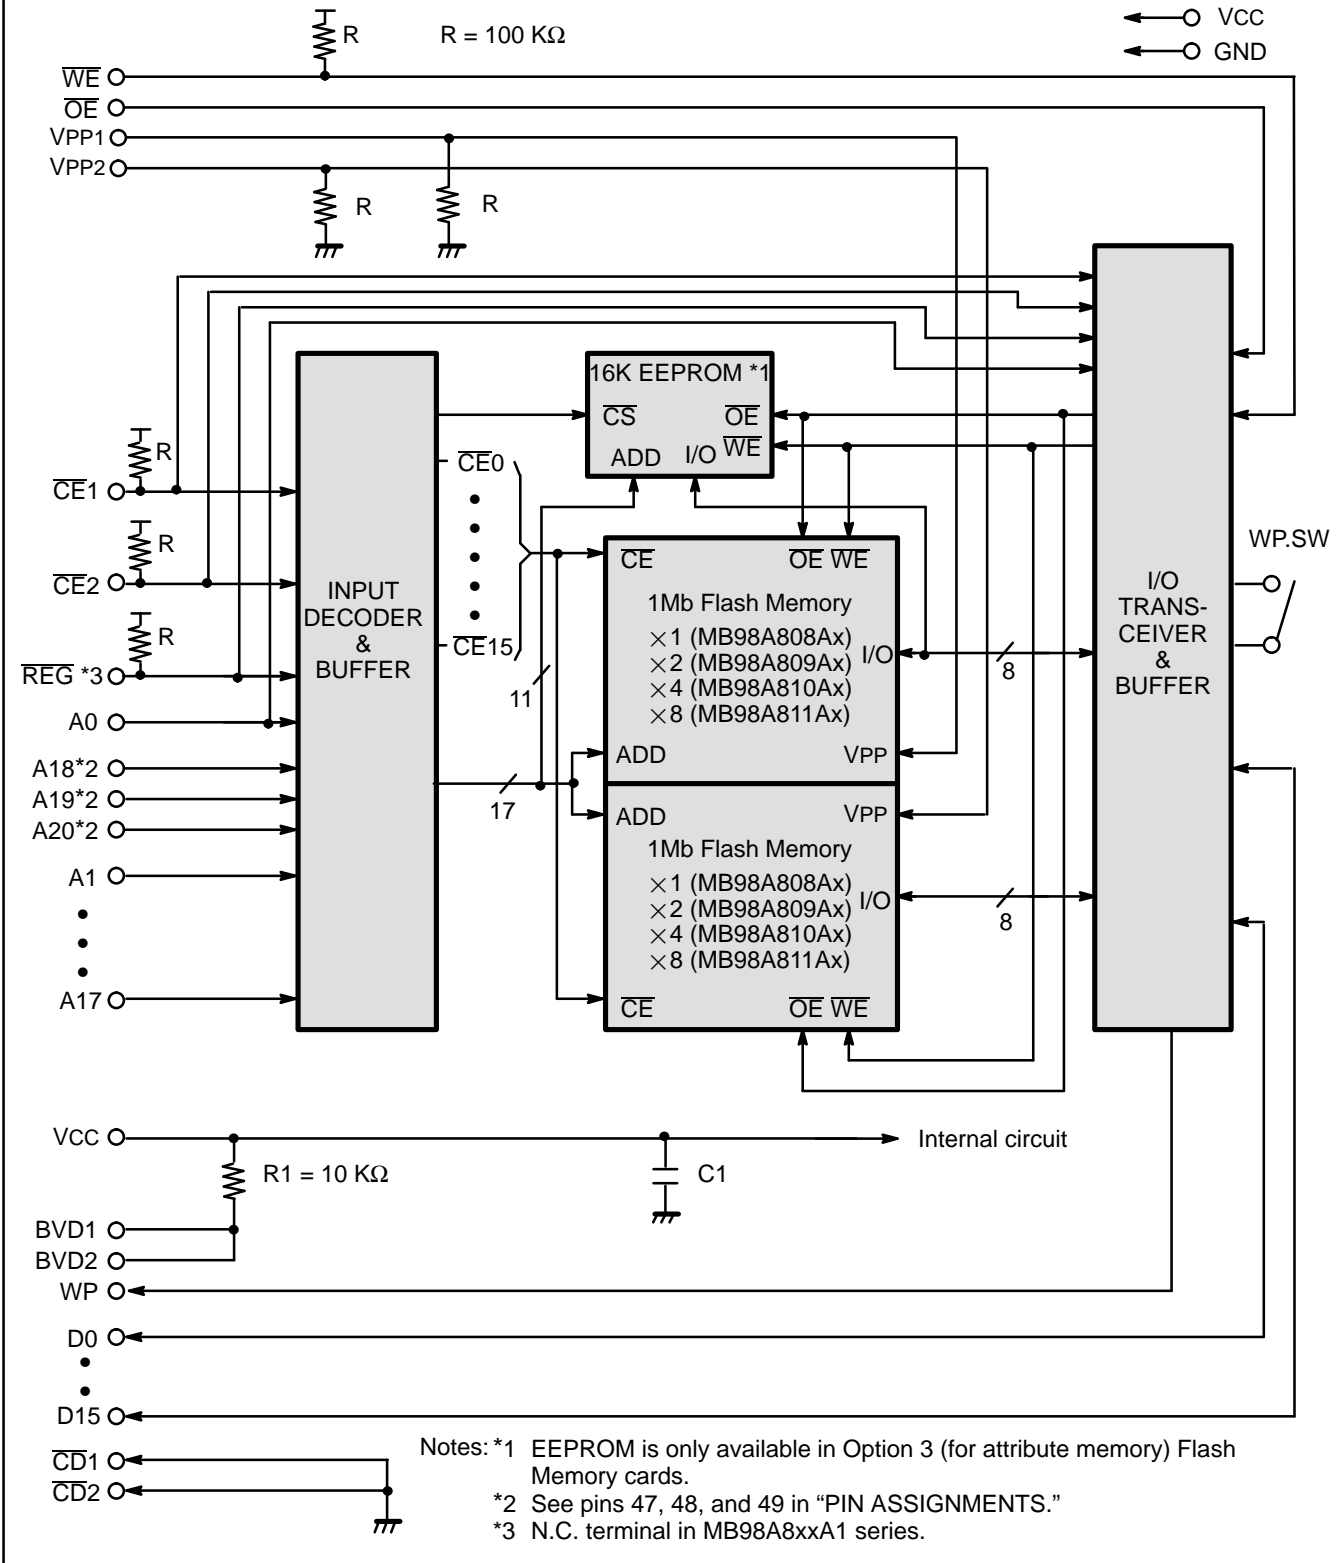 R
R = 100 KΩ
VCC
GND
WE
OE
VPP1
VPP2
R
R
16K EEPROM *1
CS
OE
ADD
I/O
WE
R
CE1
CE0
R
CE2
WP.SW
CE
OE
WE
INPUT
DECODER
&
BUFFER
1Mb Flash Memory
×1 (MB98A808Ax)
×2 (MB98A809Ax)
×4 (MB98A810Ax)
×8 (MB98A811Ax)
I/O
I/O
TRANS-
CEIVER
&
BUFFER
8
R
CE15
REG *3
11
A0
ADD
VPP
A18*2
A19*2
A20*2
17
ADD
VPP
1Mb Flash Memory
×1 (MB98A808Ax)
×2 (MB98A809Ax)
×4 (MB98A810Ax)
×8 (MB98A811Ax)
I/O
8
A1
A17
CE
OE
WE
VCC
Internal circuit
R1 = 10 KΩ
C1
BVD1
BVD2
WP
D0
D15
CD1
CD2
Notes: *1 EEPROM is only available in Option 3 (for attribute memory) Flash
Memory cards.
*2 See pins 47, 48, and 49 in “PIN ASSIGNMENTS.”
*3 N.C. terminal in MB98A8xxA1 series.